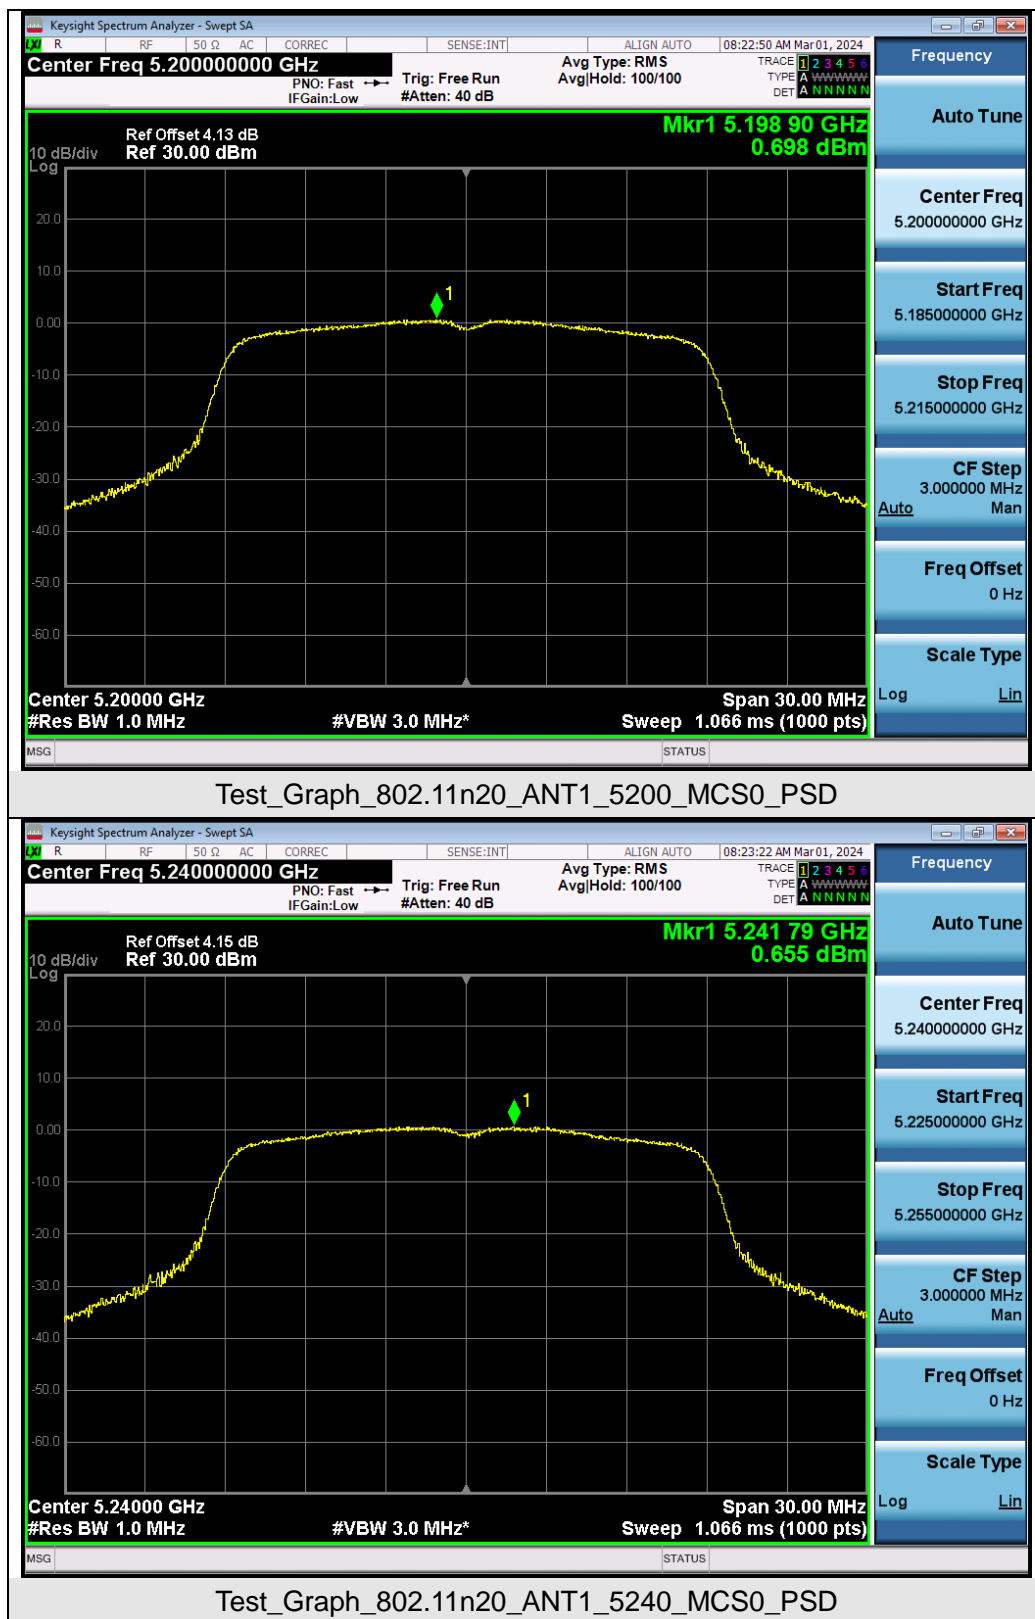 Keysight Spectrum Analyzer - Swept SA
LXI R RF 50 Ω AC CORREC SENSE:INT ALIGN AUTO 08:22:50 AM Mar 01, 2024
Center Freq 5.200000000 GHz
PNO: Fast
IFGain:Low
Trig: Free Run
#Atten: 40 dB
Avg Type: RMS
Avg|Hold: 100/100
TRACE 1 2 3 4 5 6
TYPE A WWWWW
DET A N N N N N
Ref Offset 4.13 dB
Ref 30.00 dBm
10 dB/div
Log
Mkr1 5.198 90 GHz
0.698 dBm
20.0
10.0
0.00
-10.0
-20.0
-30.0
-40.0
-50.0
-60.0
1
Center 5.20000 GHz
Span 30.00 MHz
#Res BW 1.0 MHz
#VBW 3.0 MHz*
Sweep 1.066 ms (1000 pts)
MSG
STATUS
Frequency
Auto Tune
Center Freq
5.200000000 GHz
Start Freq
5.185000000 GHz
Stop Freq
5.215000000 GHz
CF Step
3.000000 MHz
Auto Man
Freq Offset
0 Hz
Scale Type
Log Lin
Test_Graph_802.11n20_ANT1_5200_MCS0_PSD
Keysight Spectrum Analyzer - Swept SA
LXI R RF 50 Ω AC CORREC SENSE:INT ALIGN AUTO 08:23:22 AM Mar 01, 2024
Center Freq 5.240000000 GHz
PNO: Fast
IFGain:Low
Trig: Free Run
#Atten: 40 dB
Avg Type: RMS
Avg|Hold: 100/100
TRACE 1 2 3 4 5 6
TYPE A WWWWW
DET A N N N N N
Ref Offset 4.15 dB
Ref 30.00 dBm
10 dB/div
Log
Mkr1 5.241 79 GHz
0.655 dBm
20.0
10.0
0.00
-10.0
-20.0
-30.0
-40.0
-50.0
-60.0
1
Center 5.24000 GHz
Span 30.00 MHz
#Res BW 1.0 MHz
#VBW 3.0 MHz*
Sweep 1.066 ms (1000 pts)
MSG
STATUS
Frequency
Auto Tune
Center Freq
5.240000000 GHz
Start Freq
5.225000000 GHz
Stop Freq
5.255000000 GHz
CF Step
3.000000 MHz
Auto Man
Freq Offset
0 Hz
Scale Type
Log Lin
Test_Graph_802.11n20_ANT1_5240_MCS0_PSD